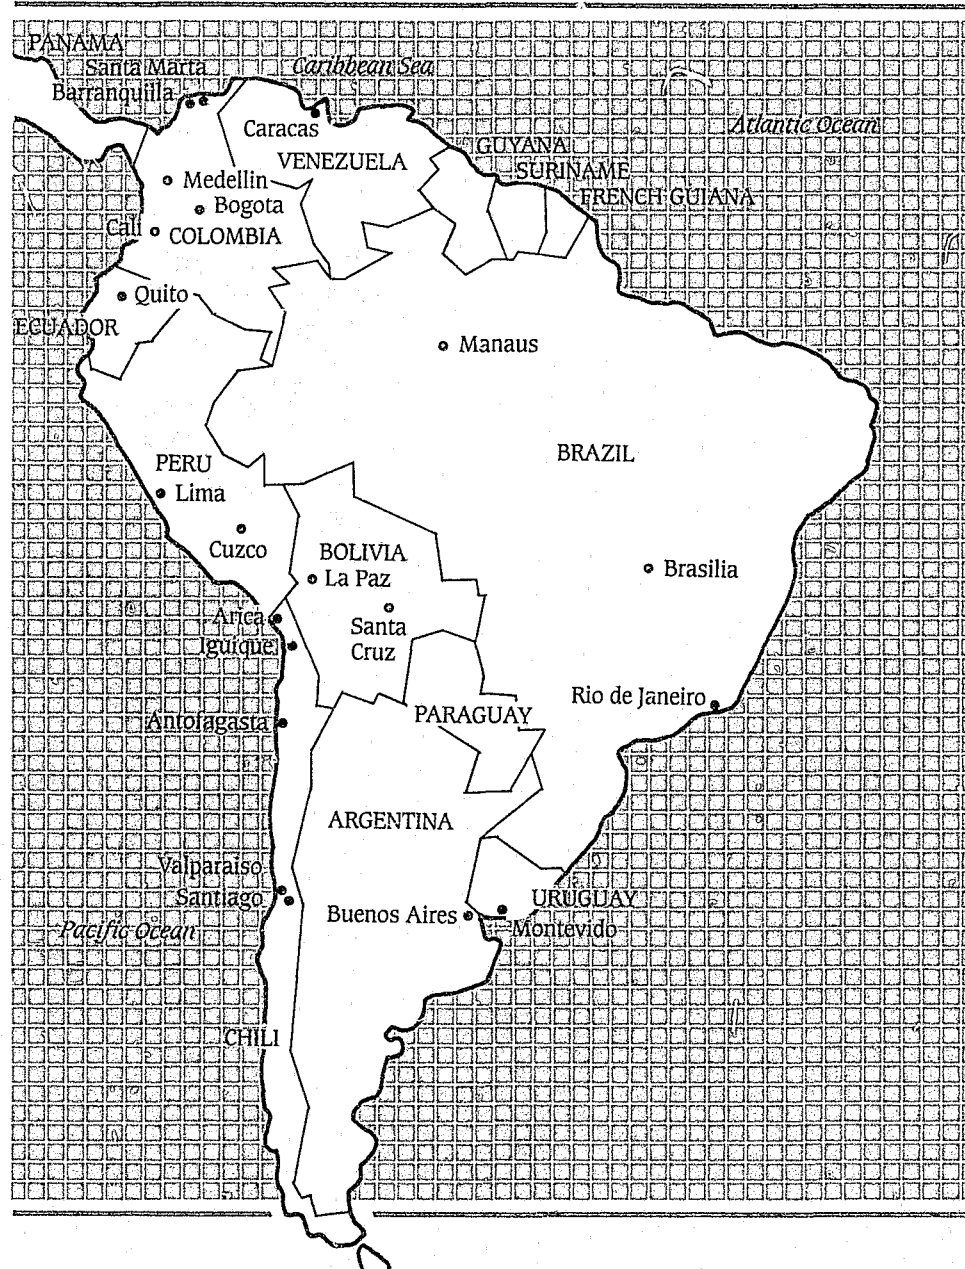 PANAMA
Santa Marta
Caribbean Sea
Barranquilla
Caracas
Atlantic Ocean
GUYANA
VENEZUELA
SURINAME
Medellin
FRENCH GUIANA
Bogota
Cali
COLOMBIA
Quito
ECUADOR
Manaus
BRAZIL
PERU
Lima
Cuzco
BOLIVIA
La Paz
Brasilia
Arica
Santa
Cruz
Iguique
Rio de Janeiro
PARAGUAY
Antofagasta
ARGENTINA
Valparaiso
Santiago
URUGUAY
Buenos Aires
Montevido
Pacific Ocean
CHILI